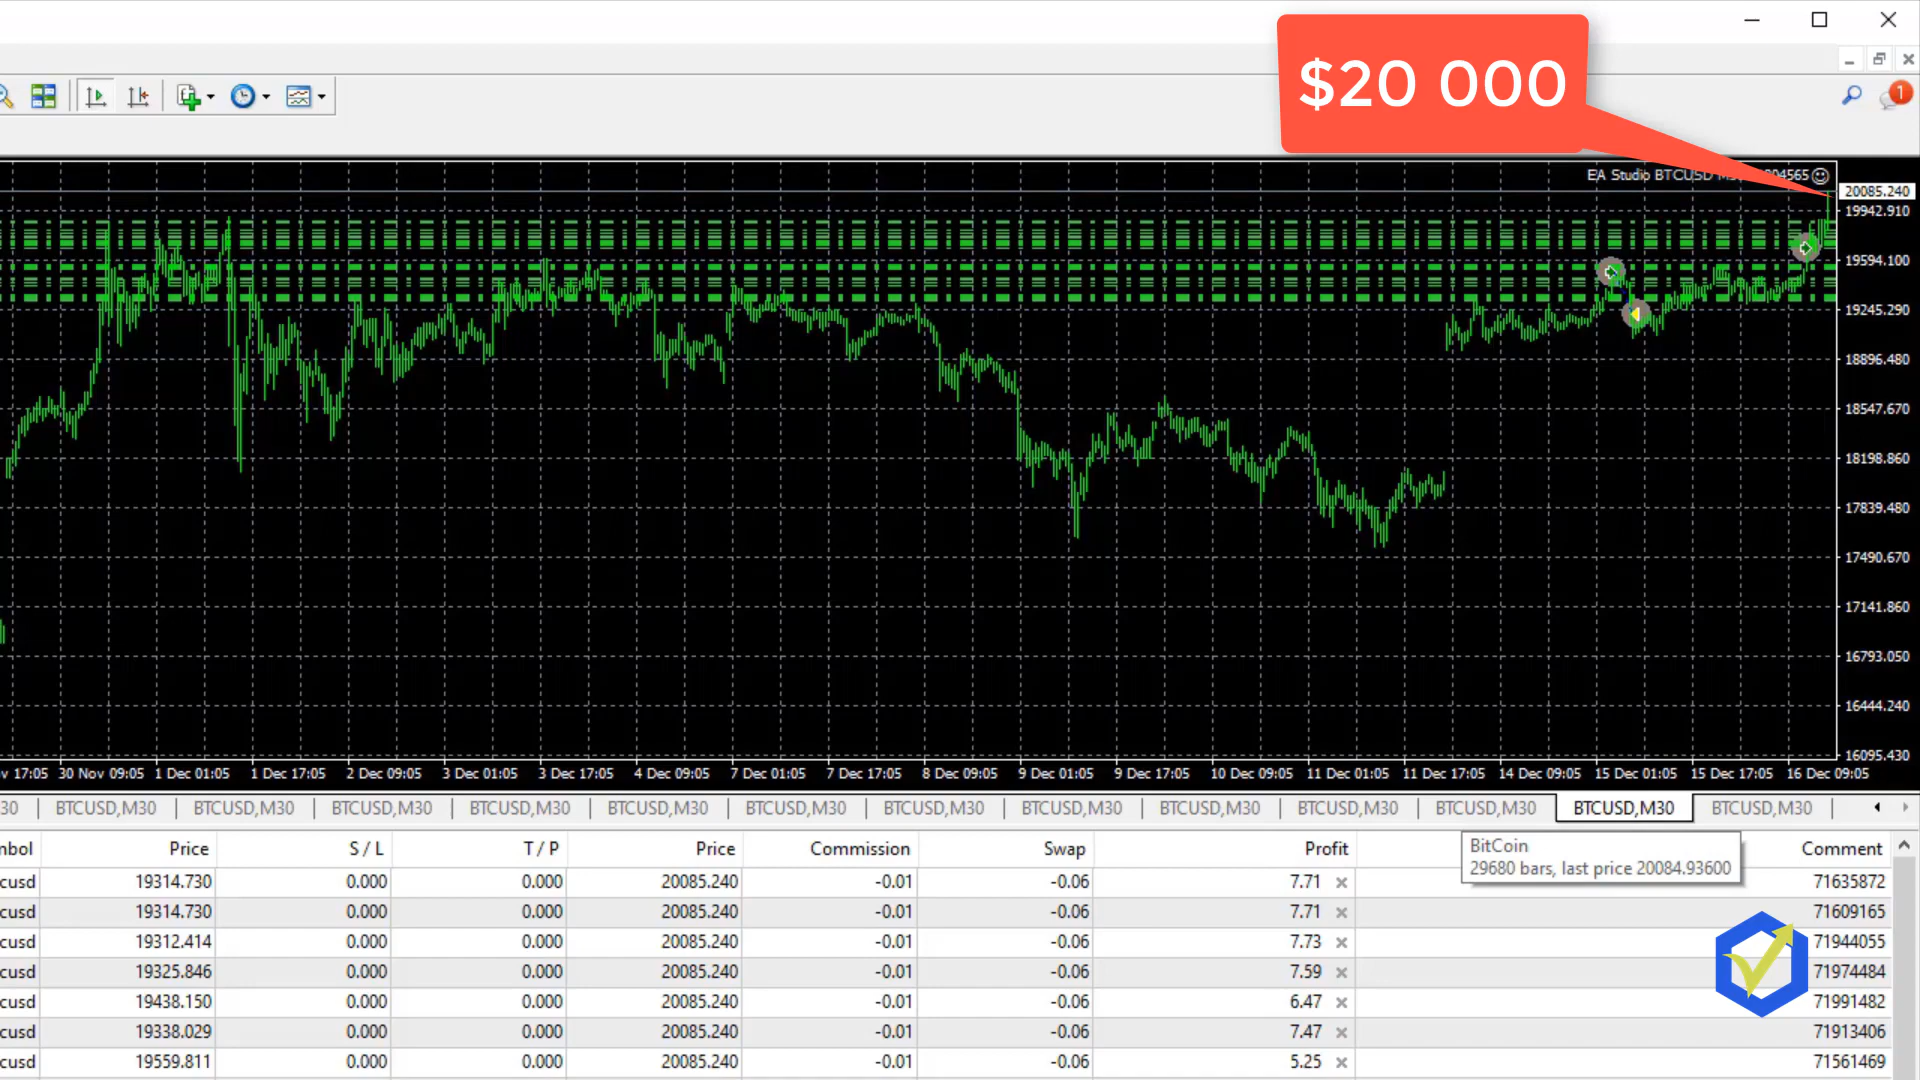 $20 000
1
EA Studio BTCUSD
04565
20085.240
19942.910
19594.100
19245.290
18896.480
18547.670
18198.860
17839.480
17490.670
17141.860
16793.050
16444.240
16095.430
v 17:05 30 Nov 09:05 1 Dec 01:05 1 Dec 17:05 2 Dec 09:05 3 Dec 01:05 3 Dec 17:05 4 Dec 09:05 7 Dec 01:05 7 Dec 17:05 8 Dec 09:05 9 Dec 01:05 9 Dec 17:05 10 Dec 09:05 11 Dec 01:05 11 Dec 17:05 14 Dec 09:05 15 Dec 01:05 15 Dec 17:05 16 Dec 09:05
30 BTCUSD,M30 BTCUSD,M30 BTCUSD,M30 BTCUSD,M30 BTCUSD,M30 BTCUSD,M30 BTCUSD,M30 BTCUSD,M30 BTCUSD,M30 BTCUSD,M30 BTCUSD,M30 BTCUSD,M30 BTCUSD,M30
mbol Price S / L T / P Price Commission Swap Profit Comment
BitCoin
29680 bars, last price 20084.93600
cusd 19314.730 0.000 0.000 20085.240 -0.01 -0.06 7.71 71635872
cusd 19314.730 0.000 0.000 20085.240 -0.01 -0.06 7.71 71609165
cusd 19312.414 0.000 0.000 20085.240 -0.01 -0.06 7.73 71944055
cusd 19325.846 0.000 0.000 20085.240 -0.01 -0.06 7.59 71974484
cusd 19438.150 0.000 0.000 20085.240 -0.01 -0.06 6.47 71991482
cusd 19338.029 0.000 0.000 20085.240 -0.01 -0.06 7.47 71913406
cusd 19559.811 0.000 0.000 20085.240 -0.01 -0.06 5.25 71561469